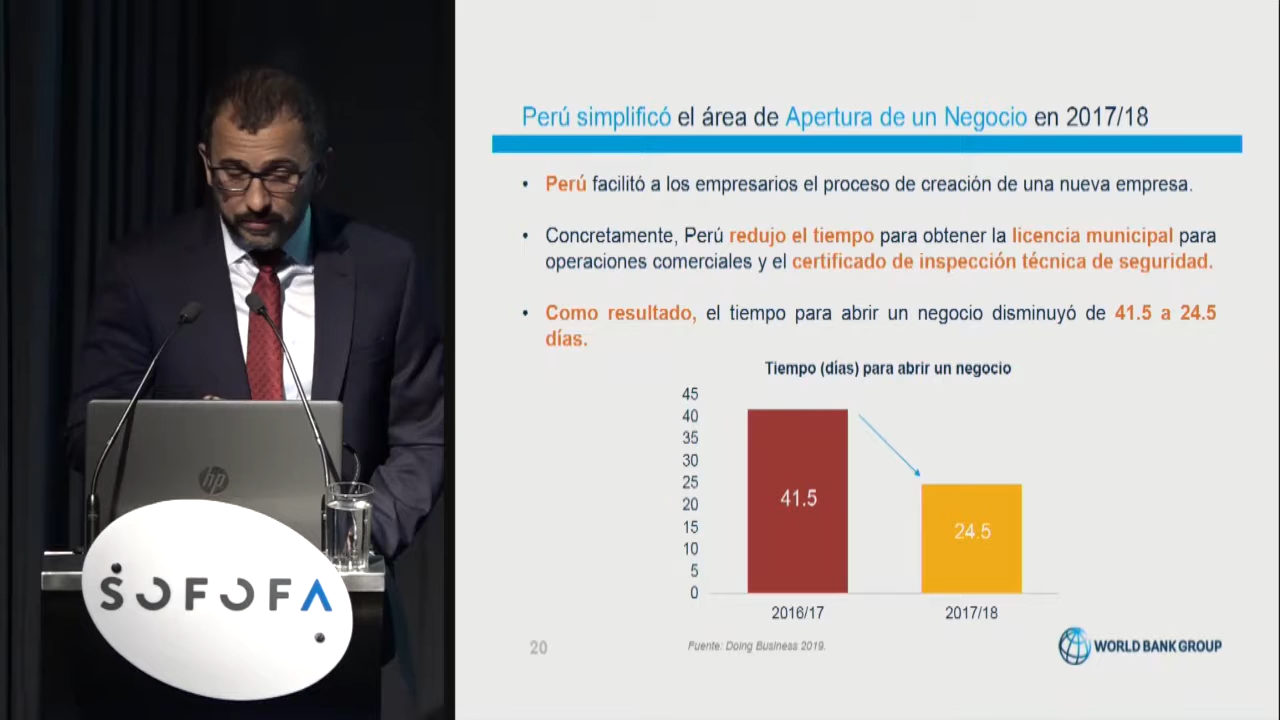 Perú simplificó el área de Apertura de un Negocio en 2017/18
• Perú facilitó a los empresarios el proceso de creación de una nueva empresa.
• Concretamente, Perú redujo el tiempo para obtener la licencia municipal para
operaciones comerciales y el certificado de inspección técnica de seguridad.
• Como resultado, el tiempo para abrir un negocio disminuyó de 41.5 a 24.5
días.
Tiempo (días) para abrir un negocio
45
40
35
30
25
20
15
10
5
0
41.5
24.5
2016/17
2017/18
20
Fuente: Doing Business 2019.
WORLD BANK GROUP
hp
SOFOFA